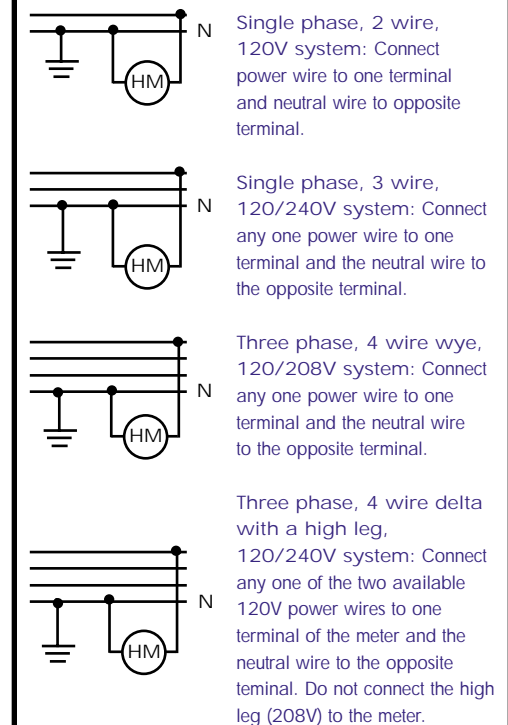 N
HM
Single phase, 2 wire,
120V system: Connect
power wire to one terminal
and neutral wire to opposite
terminal.
N
HM
Single phase, 3 wire,
120/240V system: Connect
any one power wire to one
terminal and the neutral wire to
the opposite terminal.
N
HM
Three phase, 4 wire wye,
120/208V system: Connect
any one power wire to one
terminal and the neutral wire
to the opposite terminal.
N
HM
Three phase, 4 wire delta
with a high leg,
120/240V system: Connect
any one of the two available
120V power wires to one
terminal of the meter and the
neutral wire to the opposite
teminal. Do not connect the high
leg (208V) to the meter.